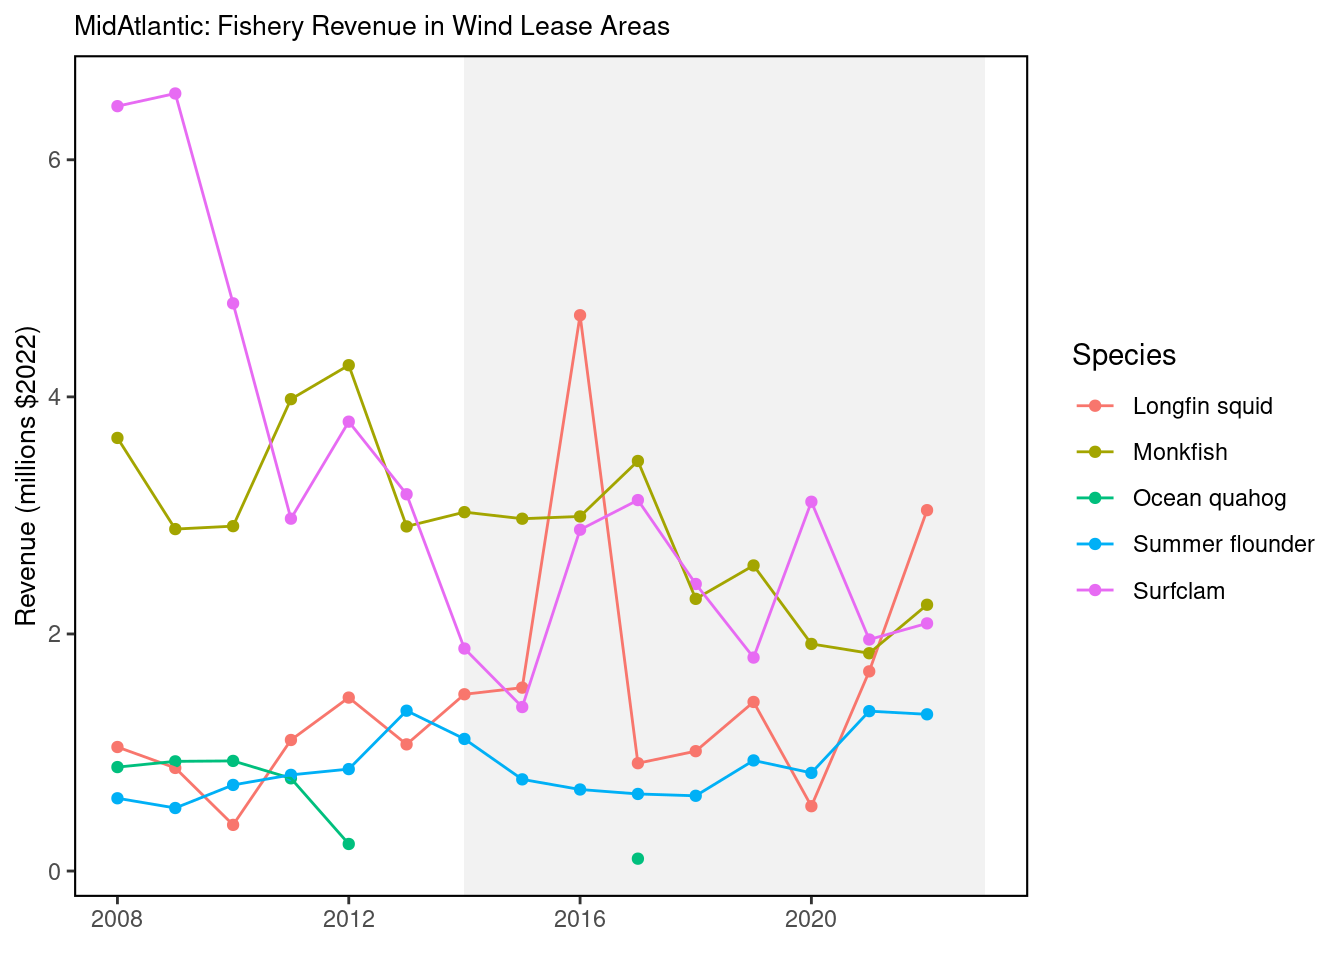 MidAtlantic: Fishery Revenue in Wind Lease Areas
Revenue (millions $2022)
6
4
2
0
2008 2012 2016 2020
Species
Longfin squid
Monkfish
Ocean quahog
Summer flounder
Surfclam